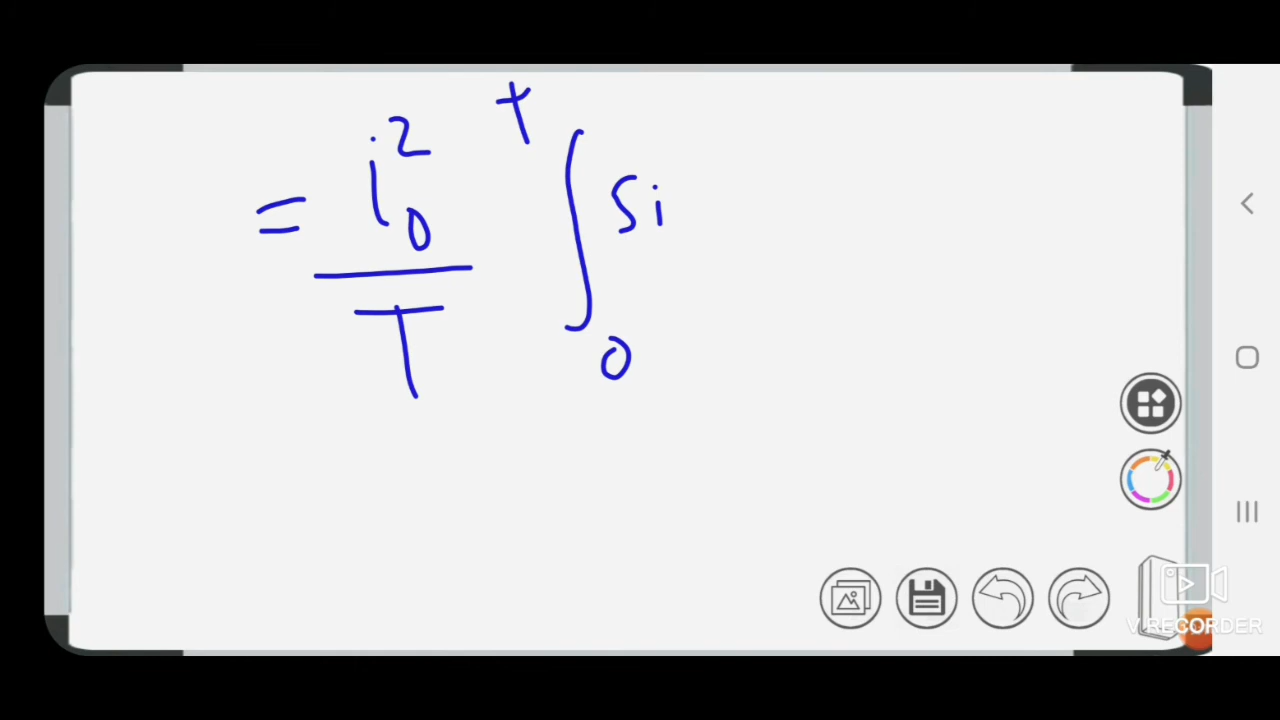 = i₀² / T ∫₀ᵗ Si
V RECORDER